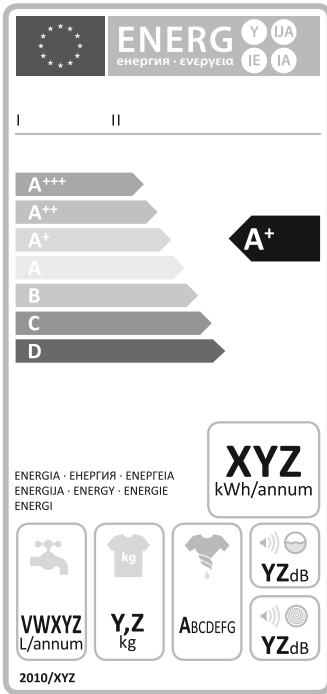 ENERG Y IJA
енергия · ενεργεια IE IA
I II
A+++
A++
A+
A+
A
B
C
D
XYZ
kWh/annum
ENERGIA · ЕНЕРГИЯ · ΕΝΕΡΓΕΙΑ
ENERGIJA · ENERGY · ENERGIE
ENERGI
VWXYZ
L/annum
kg
Y,Z
kg
ABCDEFG
YZdB
YZdB
2010/XYZ